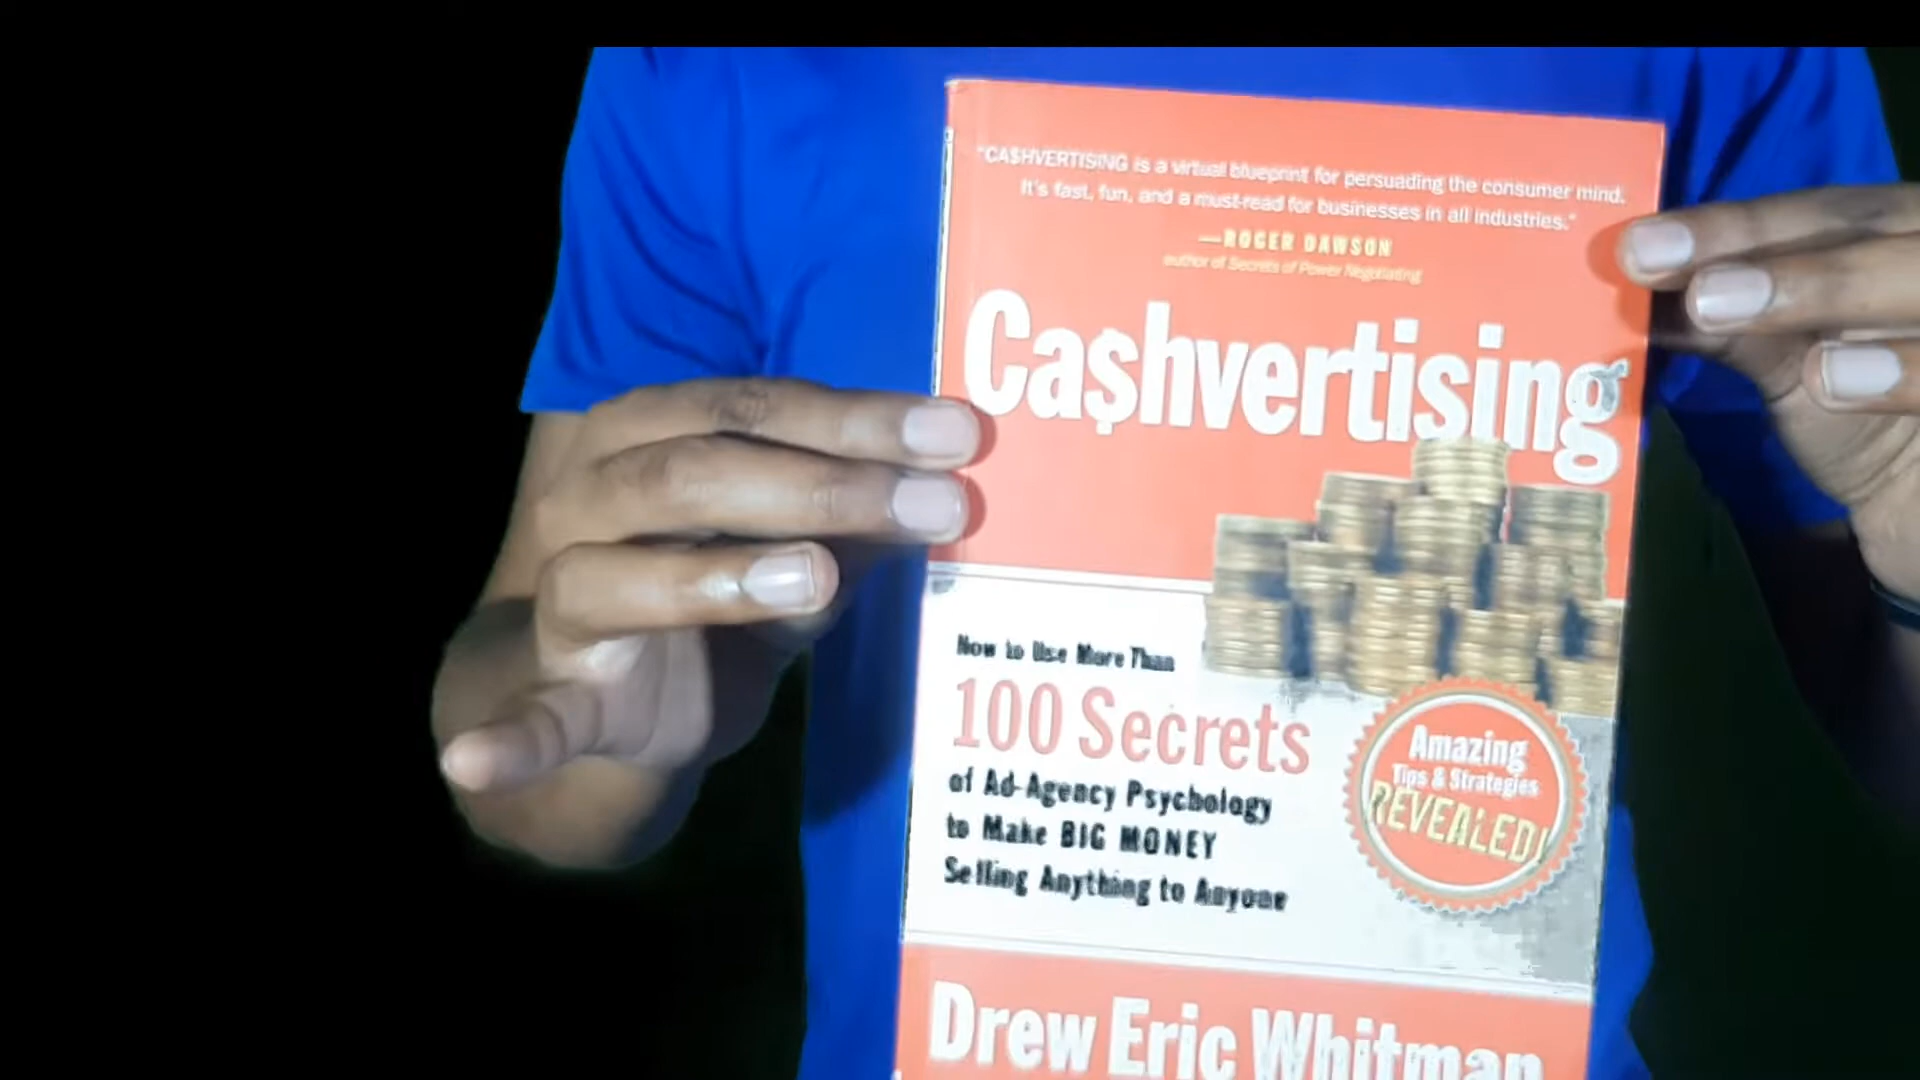 "CA$HVERTISING is a virtual blueprint for persuading the consumer mind.
It's fast, fun, and a must-read for businesses in all industries."
—ROGER DAWSON
author of Secrets of Power Negotiating
Ca$hvertising
How to Use More Than
100 Secrets
of Ad-Agency Psychology
to Make BIG MONEY
Selling Anything to Anyone
Amazing
Tips & Strategies
REVEALED!
Drew Eric Whitman